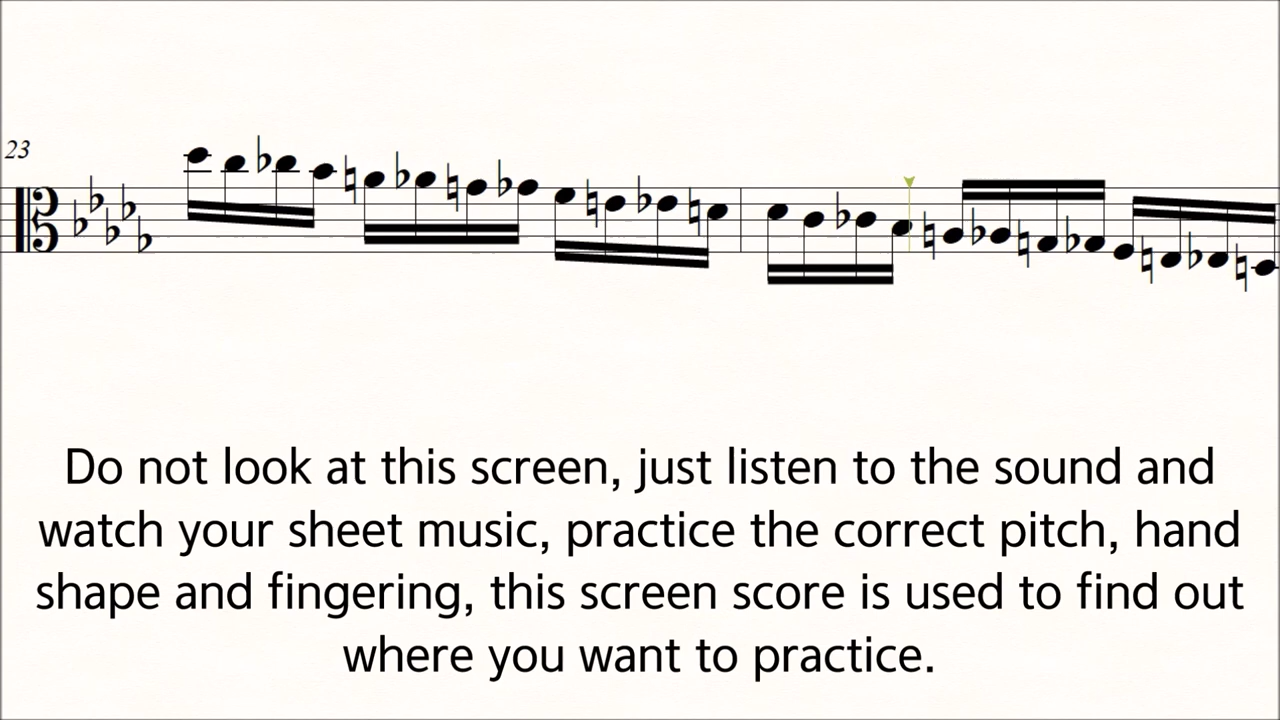 23
Do not look at this screen, just listen to the sound and
watch your sheet music, practice the correct pitch, hand
shape and fingering, this screen score is used to find out
where you want to practice.